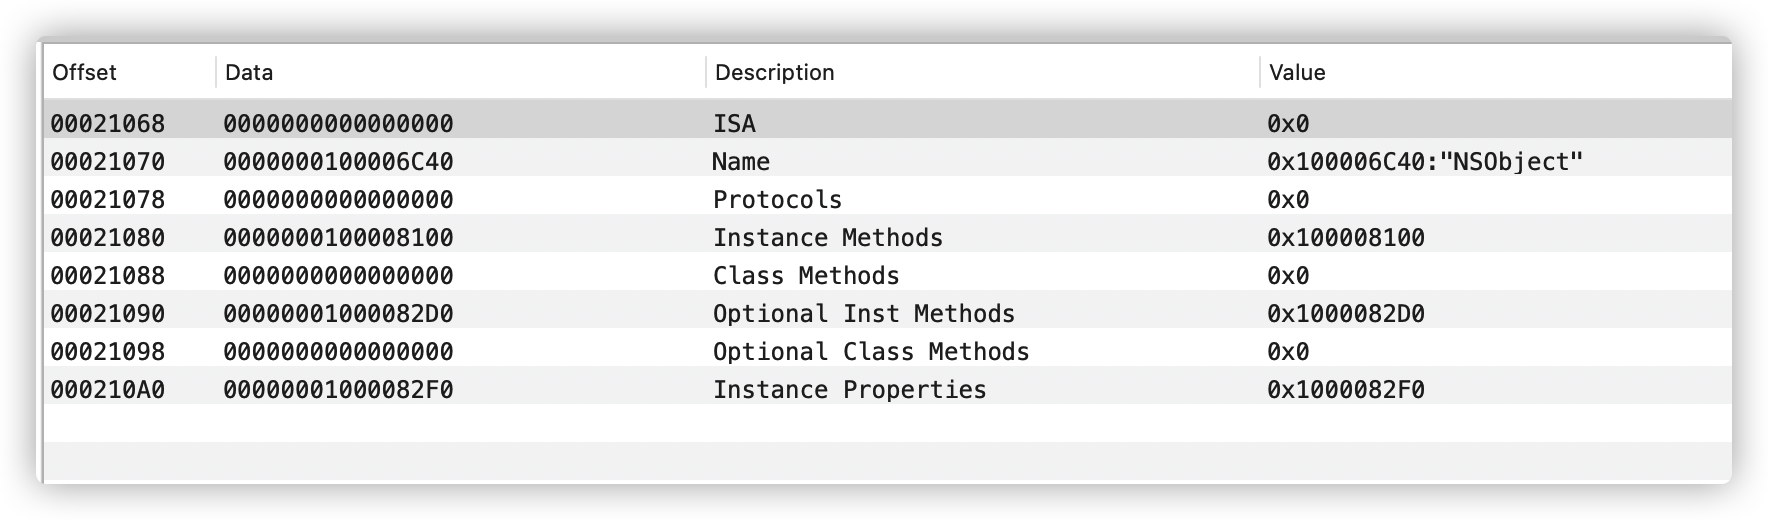 Offset Data Description Value
00021068 0000000000000000 ISA 0x0
00021070 0000000100006C40 Name 0x100006C40:"NSObject"
00021078 0000000000000000 Protocols 0x0
00021080 0000000100008100 Instance Methods 0x100008100
00021088 0000000000000000 Class Methods 0x0
00021090 00000001000082D0 Optional Inst Methods 0x1000082D0
00021098 0000000000000000 Optional Class Methods 0x0
000210A0 00000001000082F0 Instance Properties 0x1000082F0